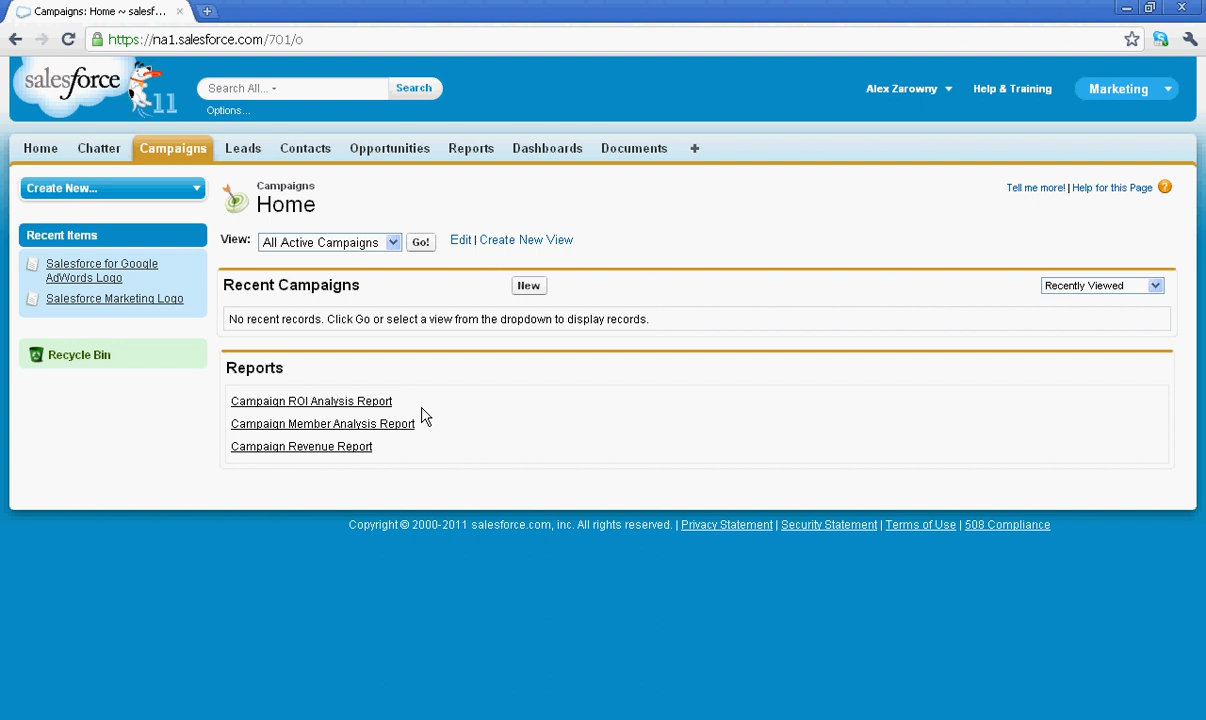 Campaigns: Home ~ salesf...
https://na1.salesforce.com/701/o
salesforce
11
Search All...
Search
Options...
Alex Zarowny
Help & Training
Marketing
Home
Chatter
Campaigns
Leads
Contacts
Opportunities
Reports
Dashboards
Documents
+
Create New...
Recent Items
Salesforce for Google
AdWords Logo
Salesforce Marketing Logo
Recycle Bin
Campaigns
Home
Tell me more! | Help for this Page ?
View: All Active Campaigns Go! Edit | Create New View
Recent Campaigns New Recently Viewed
No recent records. Click Go or select a view from the dropdown to display records.
Reports
Campaign ROI Analysis Report
Campaign Member Analysis Report
Campaign Revenue Report
Copyright © 2000-2011 salesforce.com, inc. All rights reserved. | Privacy Statement | Security Statement | Terms of Use | 508 Compliance